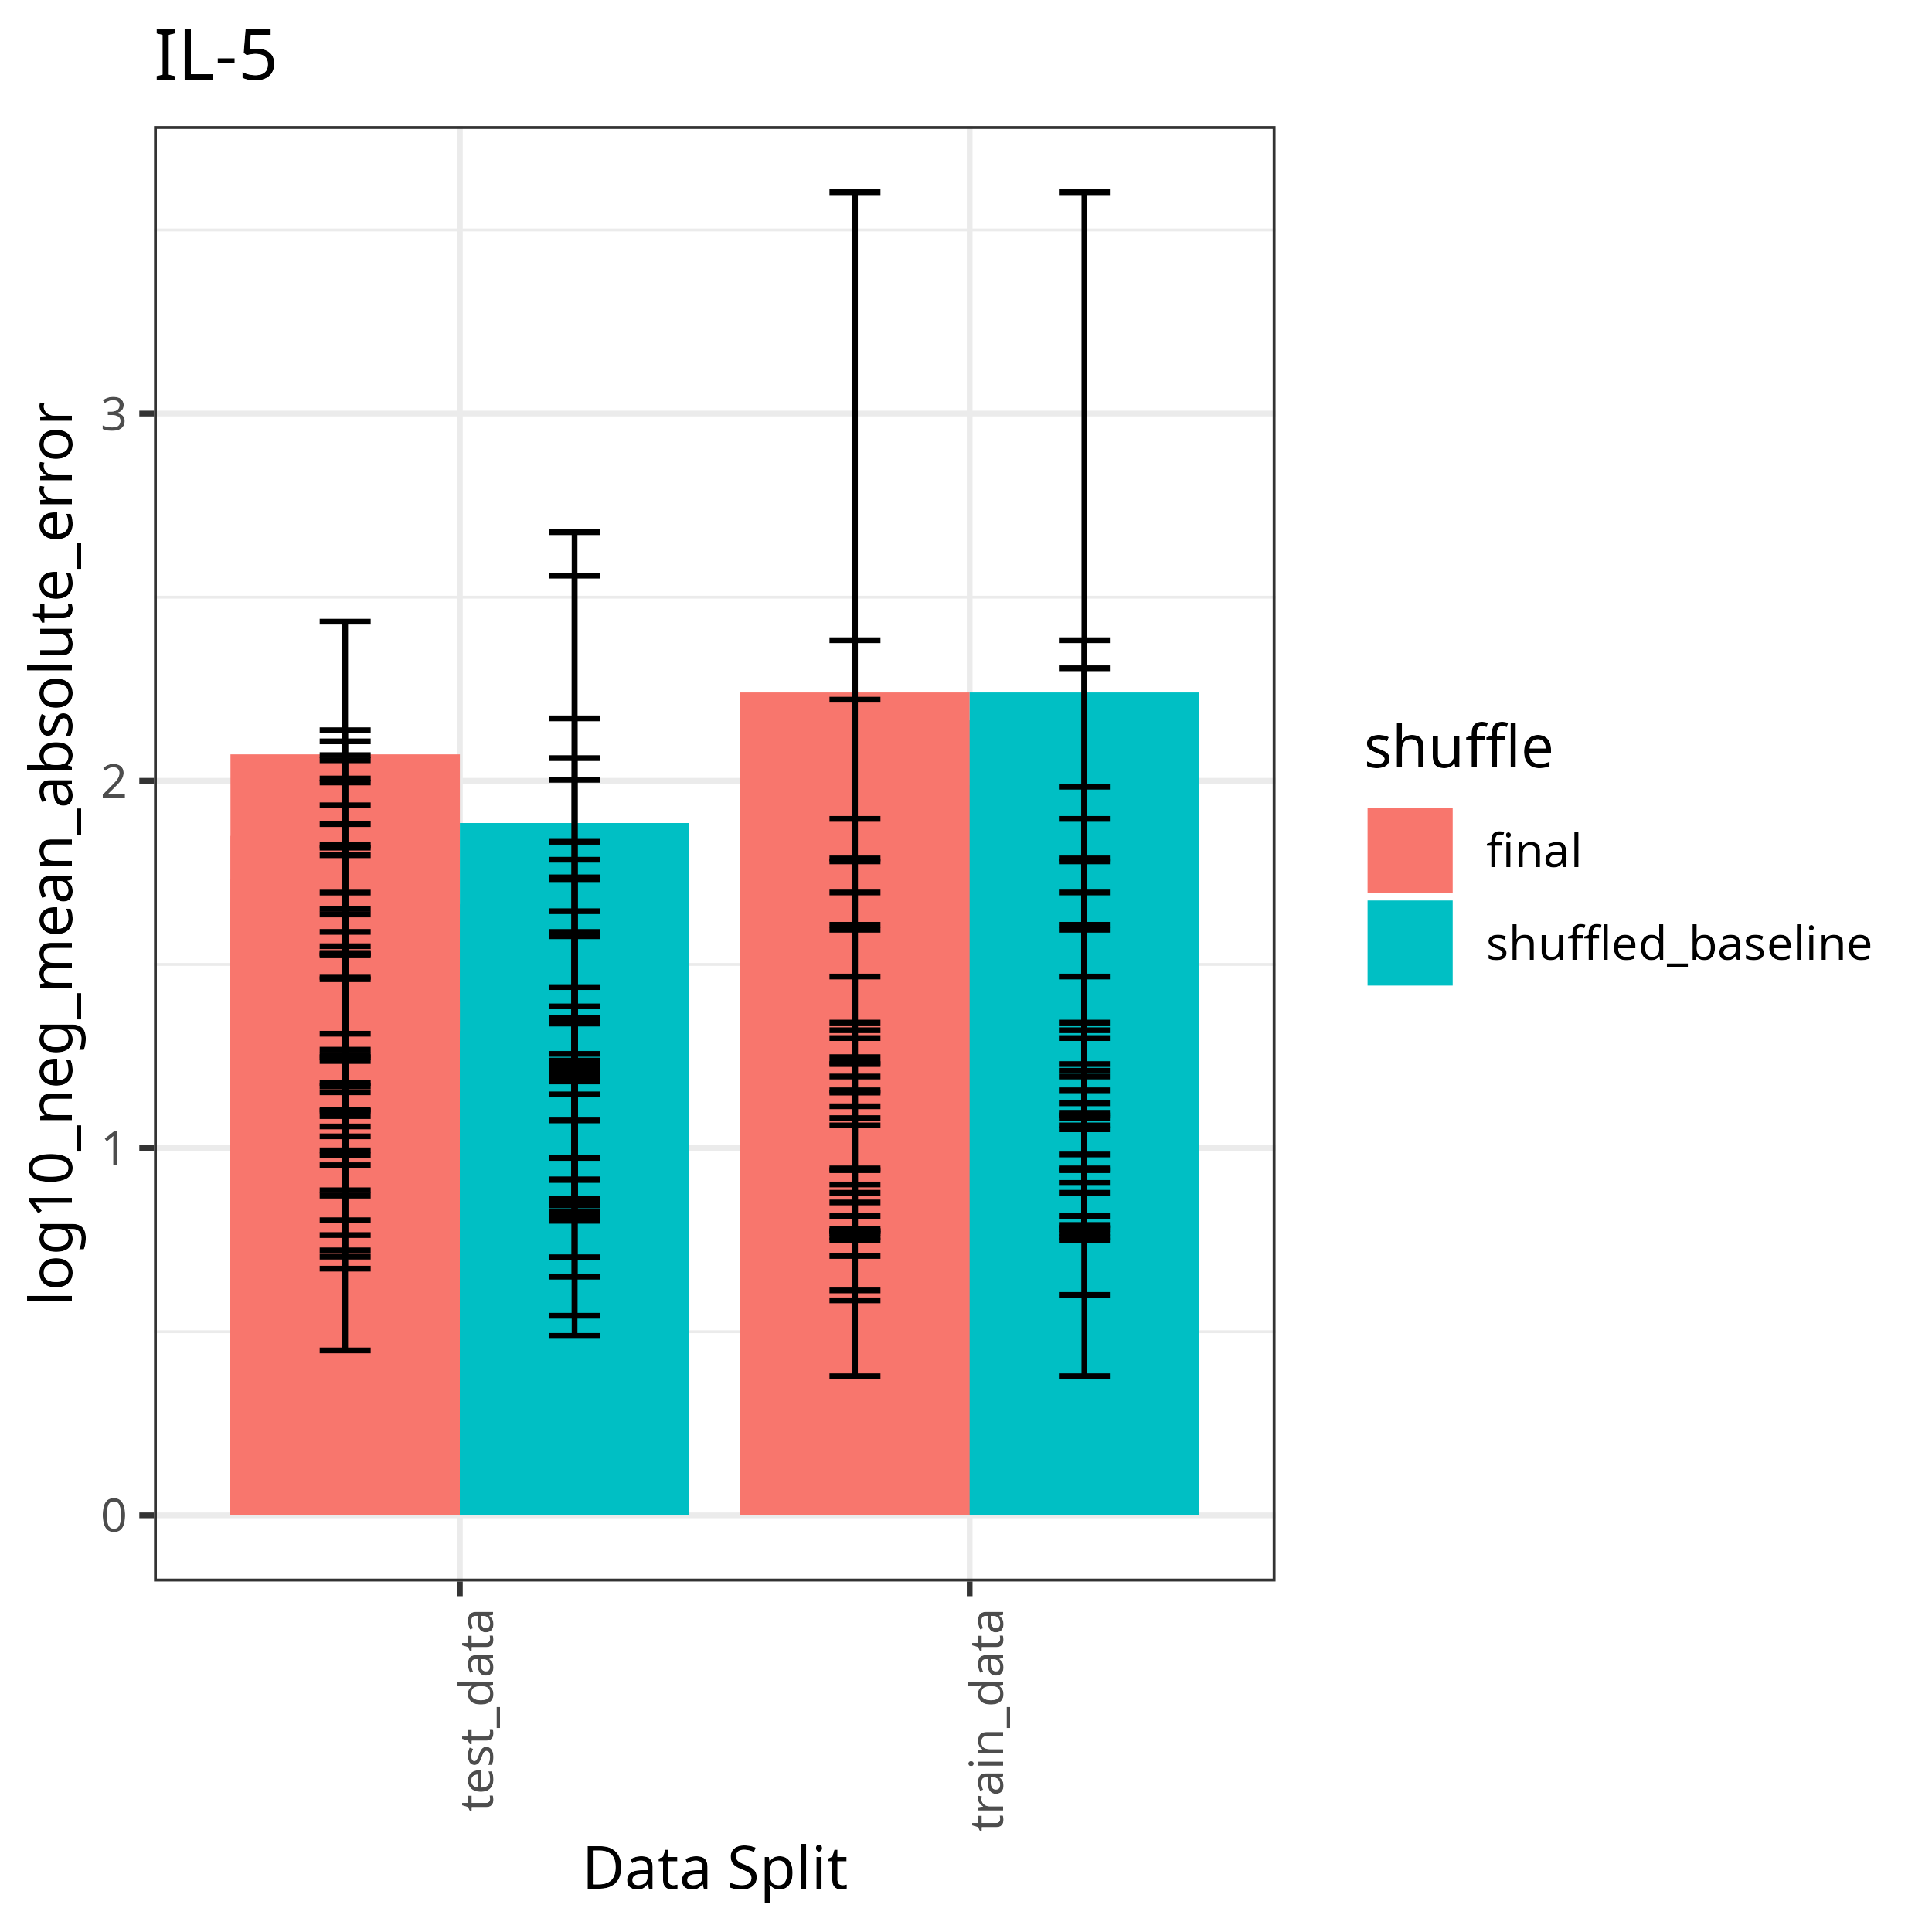 IL-5
log10_neg_mean_absolute_error
3
2
1
0
test_data
train_data
Data Split
shuffle
final
shuffled_baseline